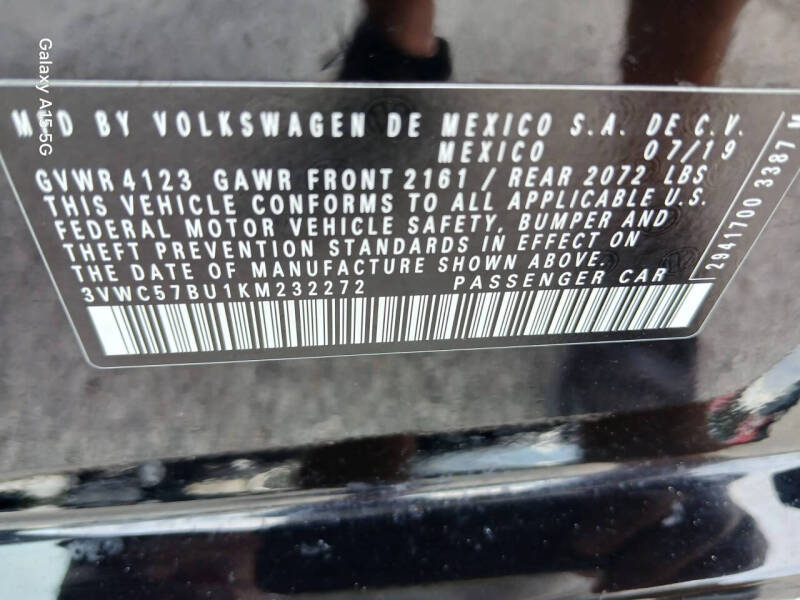 MFD BY VOLKSWAGEN DE MEXICO S.A. DE C.V.
MEXICO 07/19
GVWR 4123 GAWR FRONT 2161 / REAR 2072 LBS
THIS VEHICLE CONFORMS TO ALL APPLICABLE U.S.
FEDERAL MOTOR VEHICLE SAFETY, BUMPER AND
THEFT PREVENTION STANDARDS IN EFFECT ON
THE DATE OF MANUFACTURE SHOWN ABOVE.
3VWC57BU1KM232272 PASSENGER CAR
2941700 3387 M
Galaxy A15 5G